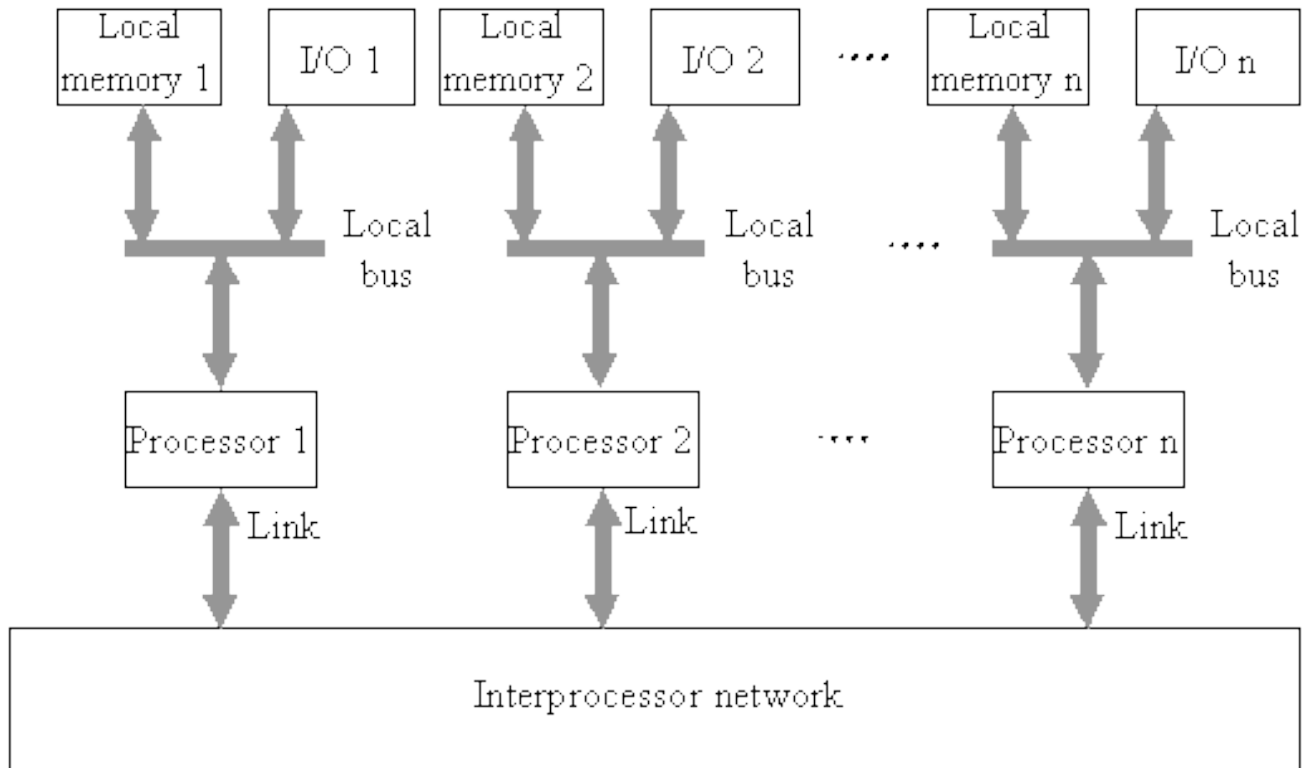 Local
memory 1
I/O 1
Local
memory 2
I/O 2
....
Local
memory n
I/O n
Local
bus
Local
bus
....
Local
bus
Processor 1
Processor 2
....
Processor n
Link
Link
Link
Interprocessor network